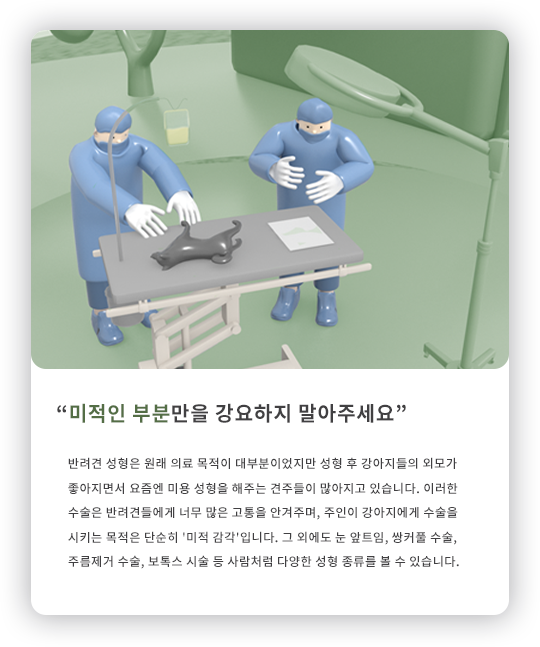 “미적인 부분만을 강요하지 말아주세요”
반려견 성형은 원래 의료 목적이 대부분이었지만 성형 후 강아지들의 외모가
좋아지면서 요즘엔 미용 성형을 해주는 견주들이 많아지고 있습니다. 이러한
수술은 반려견들에게 너무 많은 고통을 안겨주며, 주인이 강아지에게 수술을
시키는 목적은 단순히 '미적 감각'입니다. 그 외에도 눈 앞트임, 쌍커풀 수술,
주름제거 수술, 보톡스 시술 등 사람처럼 다양한 성형 종류를 볼 수 있습니다.